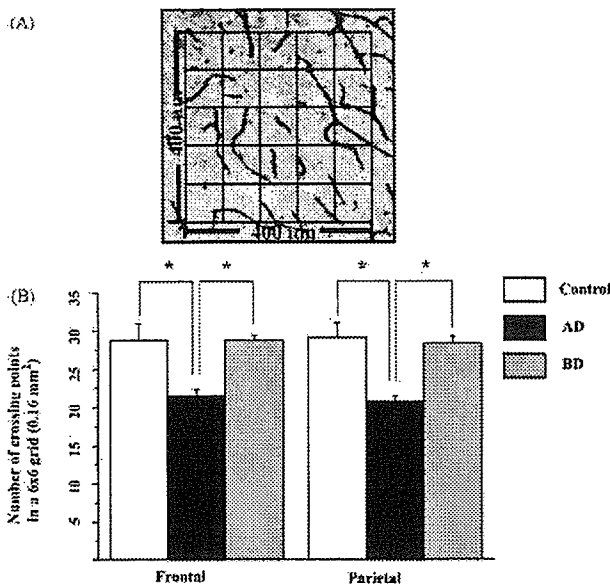 (A)
400 um
400 um
(B)
* * * *
Number of crossing points
In a 6x6 grid (0.16 mm²)
35
30
25
20
15
10
5
Frontal
Parietal
Control
AD
BD